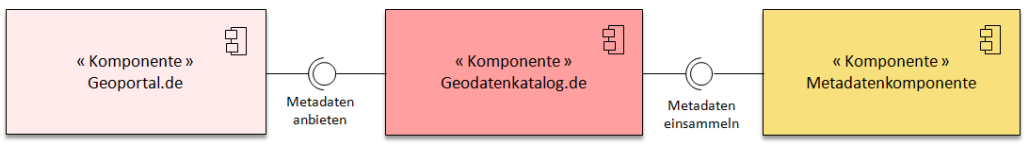 « Komponente »
Geoportal.de
Metadaten
anbieten
« Komponente »
Geodatenkatalog.de
Metadaten
einsammeln
« Komponente »
Metadatenkomponente